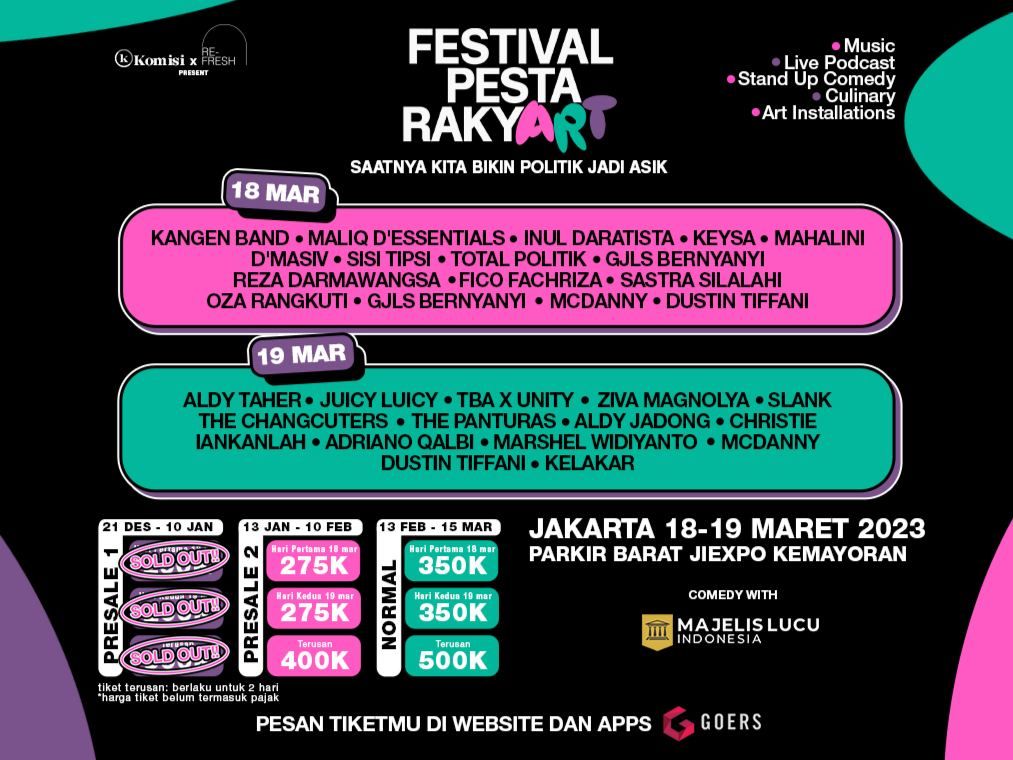 Komisi x RE-FRESH
PRESENT
FESTIVAL
PESTA
RAKYART
SAATNYA KITA BIKIN POLITIK JADI ASIK
• Music
• Live Podcast
• Stand Up Comedy
• Culinary
• Art Installations
18 MAR
KANGEN BAND • MALIQ D'ESSENTIALS • INUL DARATISTA • KEYSA • MAHALINI
D'MASIV • SISI TIPSI • TOTAL POLITIK • GJLS BERNYANYI
REZA DARMAWANGSA • FICO FACHRIZA • SASTRA SILALAHI
OZA RANGKUTI • GJLS BERNYANYI • MCDANNY • DUSTIN TIFFANI
19 MAR
ALDY TAHER • JUICY LUICY • TBA X UNITY • ZIVA MAGNOLYA • SLANK
THE CHANGCUTERS • THE PANTURAS • ALDY JADONG • CHRISTIE
IANKANLAH • ADRIANO QALBI • MARSHEL WIDIYANTO • MCDANNY
DUSTIN TIFFANI • KELAKAR
21 DES - 10 JAN
PRESALE 1
SOLD OUT!!
SOLD OUT!!
SOLD OUT!!
13 JAN - 10 FEB
PRESALE 2
Hari Pertama 18 mar
275K
Hari Kedua 19 mar
275K
Terusan
400K
13 FEB - 15 MAR
NORMAL
Hari Pertama 18 mar
350K
Hari Kedua 19 mar
350K
Terusan
500K
tiket terusan: berlaku untuk 2 hari
*harga tiket belum termasuk pajak
JAKARTA 18-19 MARET 2023
PARKIR BARAT JIEXPO KEMAYORAN
COMEDY WITH
MAJELIS LUCU
INDONESIA
PESAN TIKETMU DI WEBSITE DAN APPS GOERS